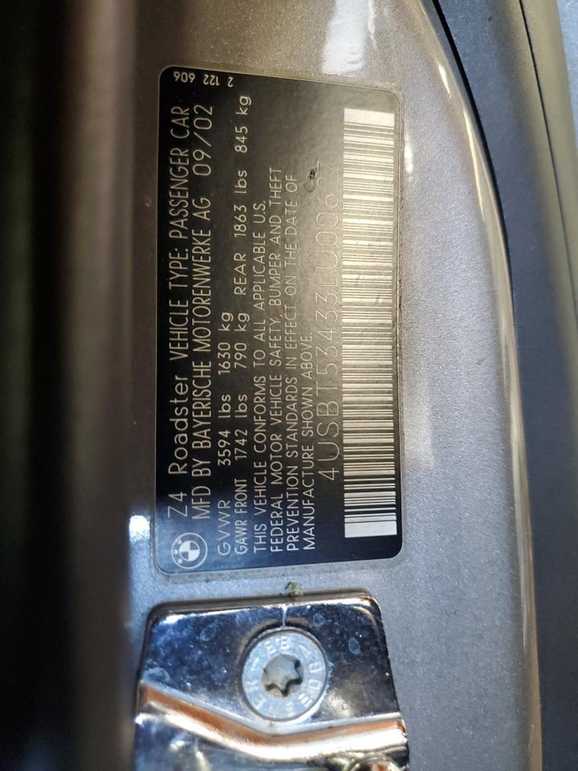 2 122 606
Z4 Roadster VEHICLE TYPE: PASSENGER CAR
MFD BY BAYERISCHE MOTORENWERKE AG 09/02
GVWR 3594 lbs 1630 kg
GAWR FRONT 1742 lbs 790 kg REAR 1863 lbs 845 kg
THIS VEHICLE CONFORMS TO ALL APPLICABLE U.S.
FEDERAL MOTOR VEHICLE SAFETY, BUMPER AND THEFT
PREVENTION STANDARDS IN EFFECT ON THE DATE OF
MANUFACTURE SHOWN ABOVE.